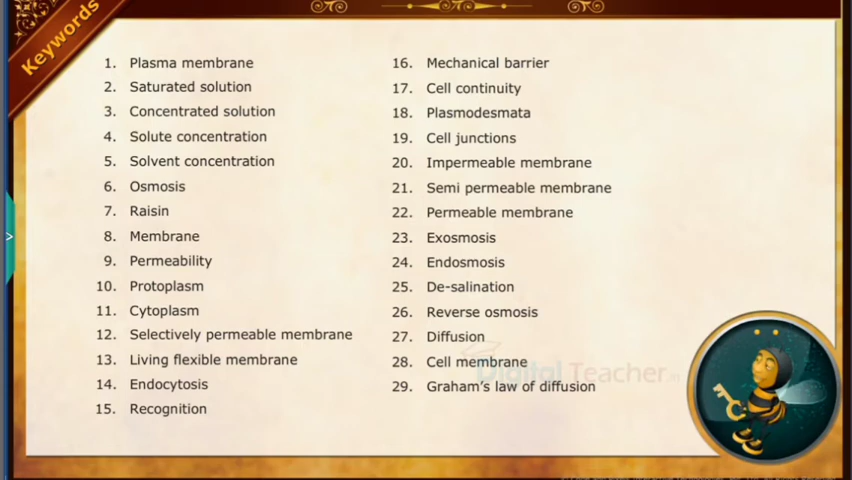 Keywords
1. Plasma membrane
2. Saturated solution
3. Concentrated solution
4. Solute concentration
5. Solvent concentration
6. Osmosis
7. Raisin
8. Membrane
9. Permeability
10. Protoplasm
11. Cytoplasm
12. Selectively permeable membrane
13. Living flexible membrane
14. Endocytosis
15. Recognition
16. Mechanical barrier
17. Cell continuity
18. Plasmodesmata
19. Cell junctions
20. Impermeable membrane
21. Semi permeable membrane
22. Permeable membrane
23. Exosmosis
24. Endosmosis
25. De-salination
26. Reverse osmosis
27. Diffusion
28. Cell membrane
29. Graham's law of diffusion
Digital Teacher.in